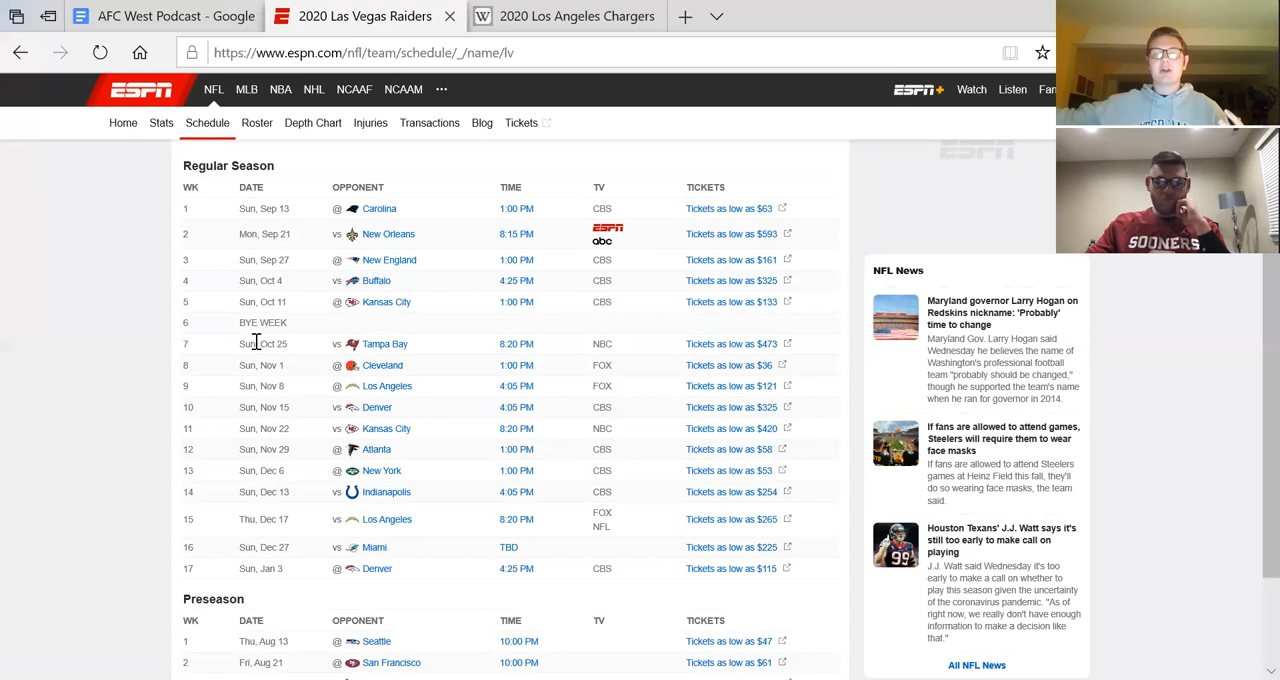 AFC West Podcast - Google
2020 Las Vegas Raiders
2020 Los Angeles Chargers
https://www.espn.com/nfl/team/schedule/_/name/lv
ESPN NFL MLB NBA NHL NCAAF NCAAM ESPN+ Watch Listen Fan
Home Stats Schedule Roster Depth Chart Injuries Transactions Blog Tickets
Regular Season
WK DATE OPPONENT TIME TV TICKETS
1 Sun, Sep 13 @ Carolina 1:00 PM CBS Tickets as low as $63
2 Mon, Sep 21 vs New Orleans 8:15 PM ESPN abc Tickets as low as $593
3 Sun, Sep 27 @ New England 1:00 PM CBS Tickets as low as $161
4 Sun, Oct 4 vs Buffalo 4:25 PM CBS Tickets as low as $325
5 Sun, Oct 11 @ Kansas City 1:00 PM CBS Tickets as low as $133
6 BYE WEEK
7 Sun, Oct 25 vs Tampa Bay 8:20 PM NBC Tickets as low as $473
8 Sun, Nov 1 @ Cleveland 1:00 PM FOX Tickets as low as $36
9 Sun, Nov 8 @ Los Angeles 4:05 PM FOX Tickets as low as $121
10 Sun, Nov 15 vs Denver 4:05 PM CBS Tickets as low as $325
11 Sun, Nov 22 vs Kansas City 8:20 PM NBC Tickets as low as $420
12 Sun, Nov 29 @ Atlanta 1:00 PM CBS Tickets as low as $58
13 Sun, Dec 6 @ New York 1:00 PM CBS Tickets as low as $53
14 Sun, Dec 13 vs Indianapolis 4:05 PM CBS Tickets as low as $254
15 Thu, Dec 17 vs Los Angeles 8:20 PM FOX NFL Tickets as low as $265
16 Sun, Dec 27 vs Miami TBD Tickets as low as $225
17 Sun, Jan 3 @ Denver 4:25 PM CBS Tickets as low as $115
Preseason
WK DATE OPPONENT TIME TV TICKETS
1 Thu, Aug 13 @ Seattle 10:00 PM Tickets as low as $47
2 Fri, Aug 21 @ San Francisco 10:00 PM Tickets as low as $61
ESPN
NFL News
Maryland governor Larry Hogan on
Redskins nickname: 'Probably'
time to change
Maryland Gov. Larry Hogan said
Wednesday he believes the name of
Washington's professional football
team "probably should be changed,"
though he supported the team's name
when he ran for governor in 2014.
If fans are allowed to attend games,
Steelers will require them to wear
face masks
If fans are allowed to attend Steelers
games at Heinz Field this fall, they'll
do so wearing face masks, the team
said.
Houston Texans' J.J. Watt says it's
still too early to make call on
playing
J.J. Watt said Wednesday it's too
early to make a call on whether to
play this season given the uncertainty
of the coronavirus pandemic. "As of
right now, we really don't have enough
information to make a decision like
that."
All NFL News
SOONERS
99